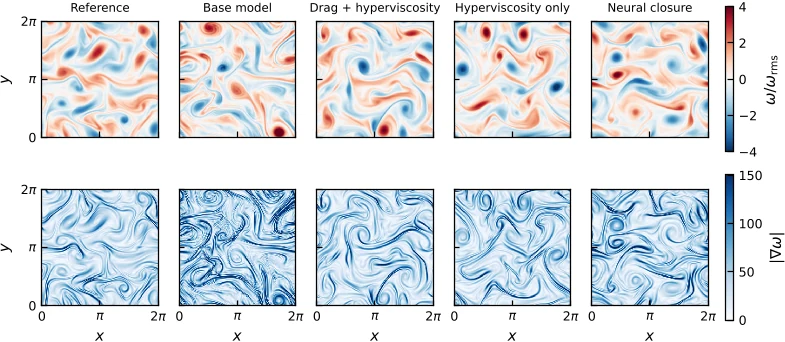 Reference Base model Drag + hyperviscosity Hyperviscosity only Neural closure
2π
π
0
y
4
2
0
−2
−4
ω/ω_rms
2π
π
0
y
150
100
50
0
|∇ω|
0 π 2π 0 π 2π 0 π 2π 0 π 2π 0 π 2π
x x x x x